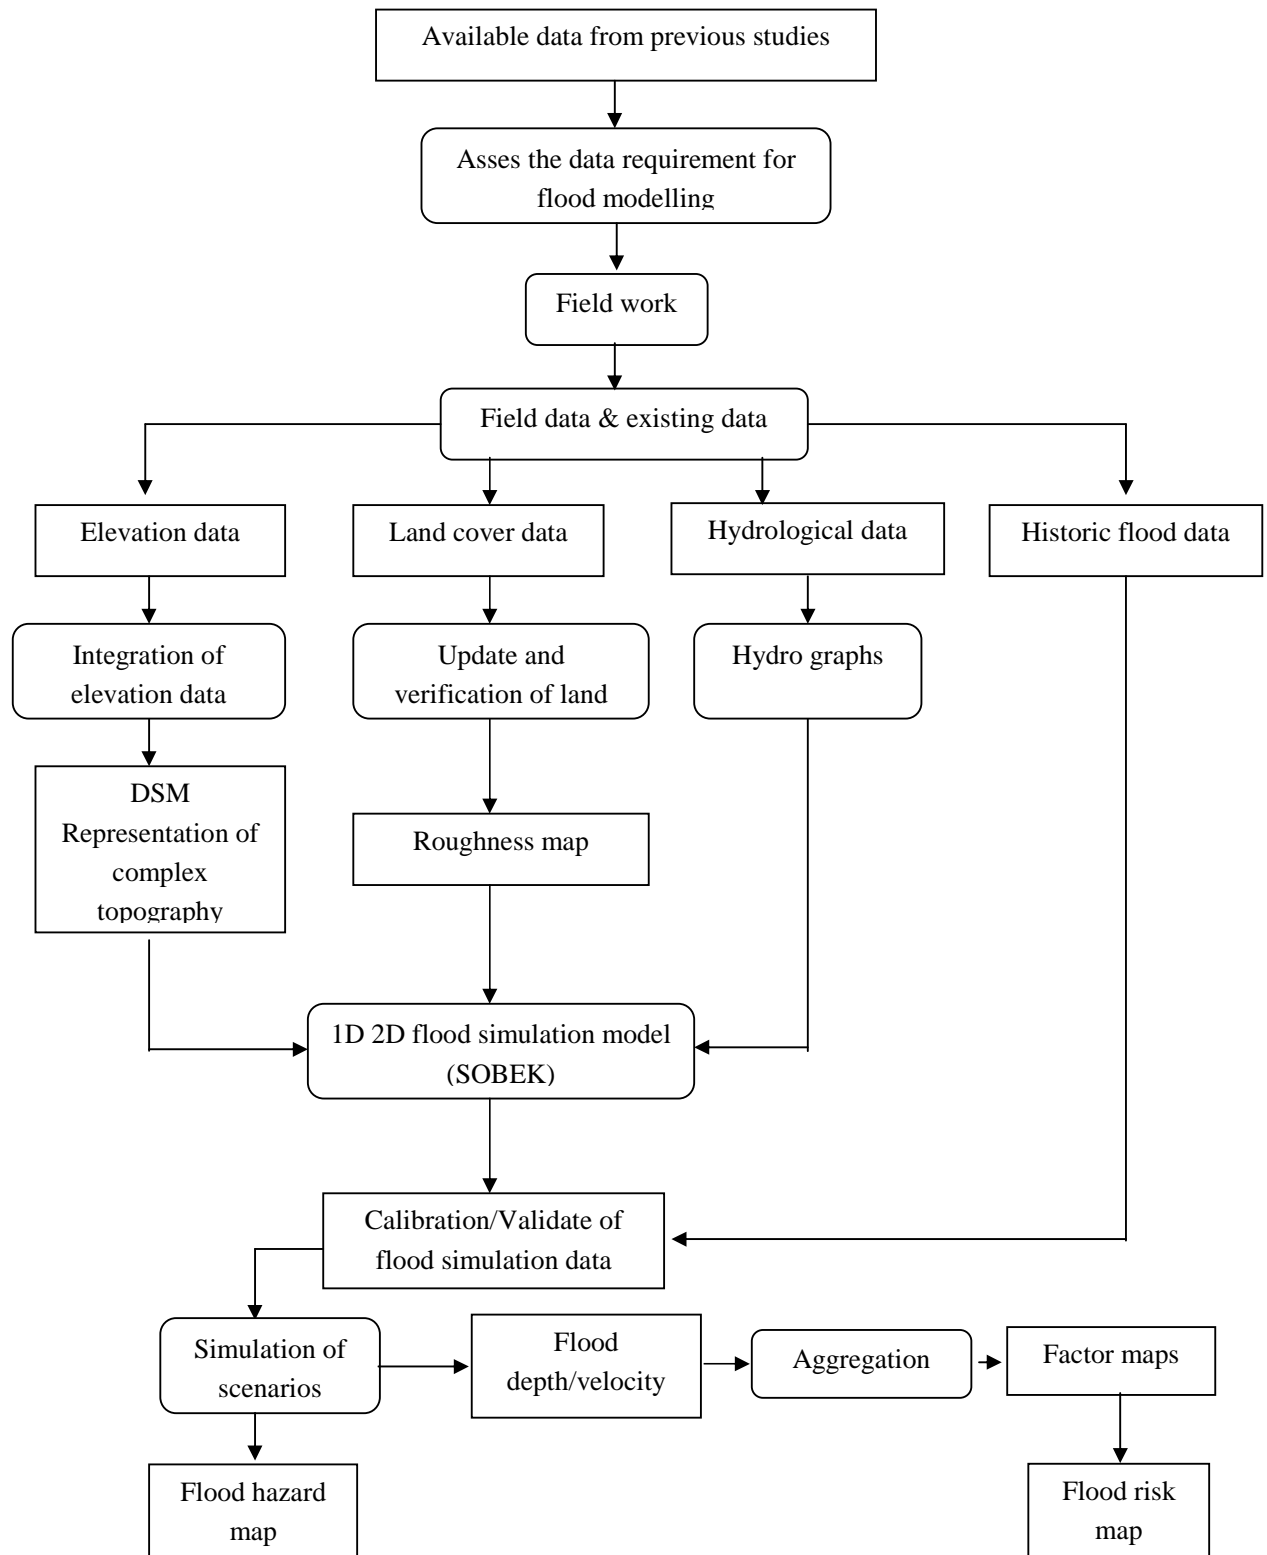 Available data from previous studies
Asses the data requirement for
flood modelling
Field work
Field data & existing data
Elevation data
Land cover data
Hydrological data
Historic flood data
Integration of
elevation data
Update and
verification of land
Hydro graphs
DSM
Representation of
complex
topography
Roughness map
1D 2D flood simulation model
(SOBEK)
Calibration/Validate of
flood simulation data
Simulation of
scenarios
Flood
depth/velocity
Aggregation
Factor maps
Flood hazard
map
Flood risk
map